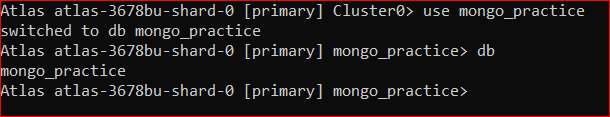 Atlas atlas-3678bu-shard-0 [primary] Cluster0> use mongo_practice
switched to db mongo_practice
Atlas atlas-3678bu-shard-0 [primary] mongo_practice> db
mongo_practice
Atlas atlas-3678bu-shard-0 [primary] mongo_practice>